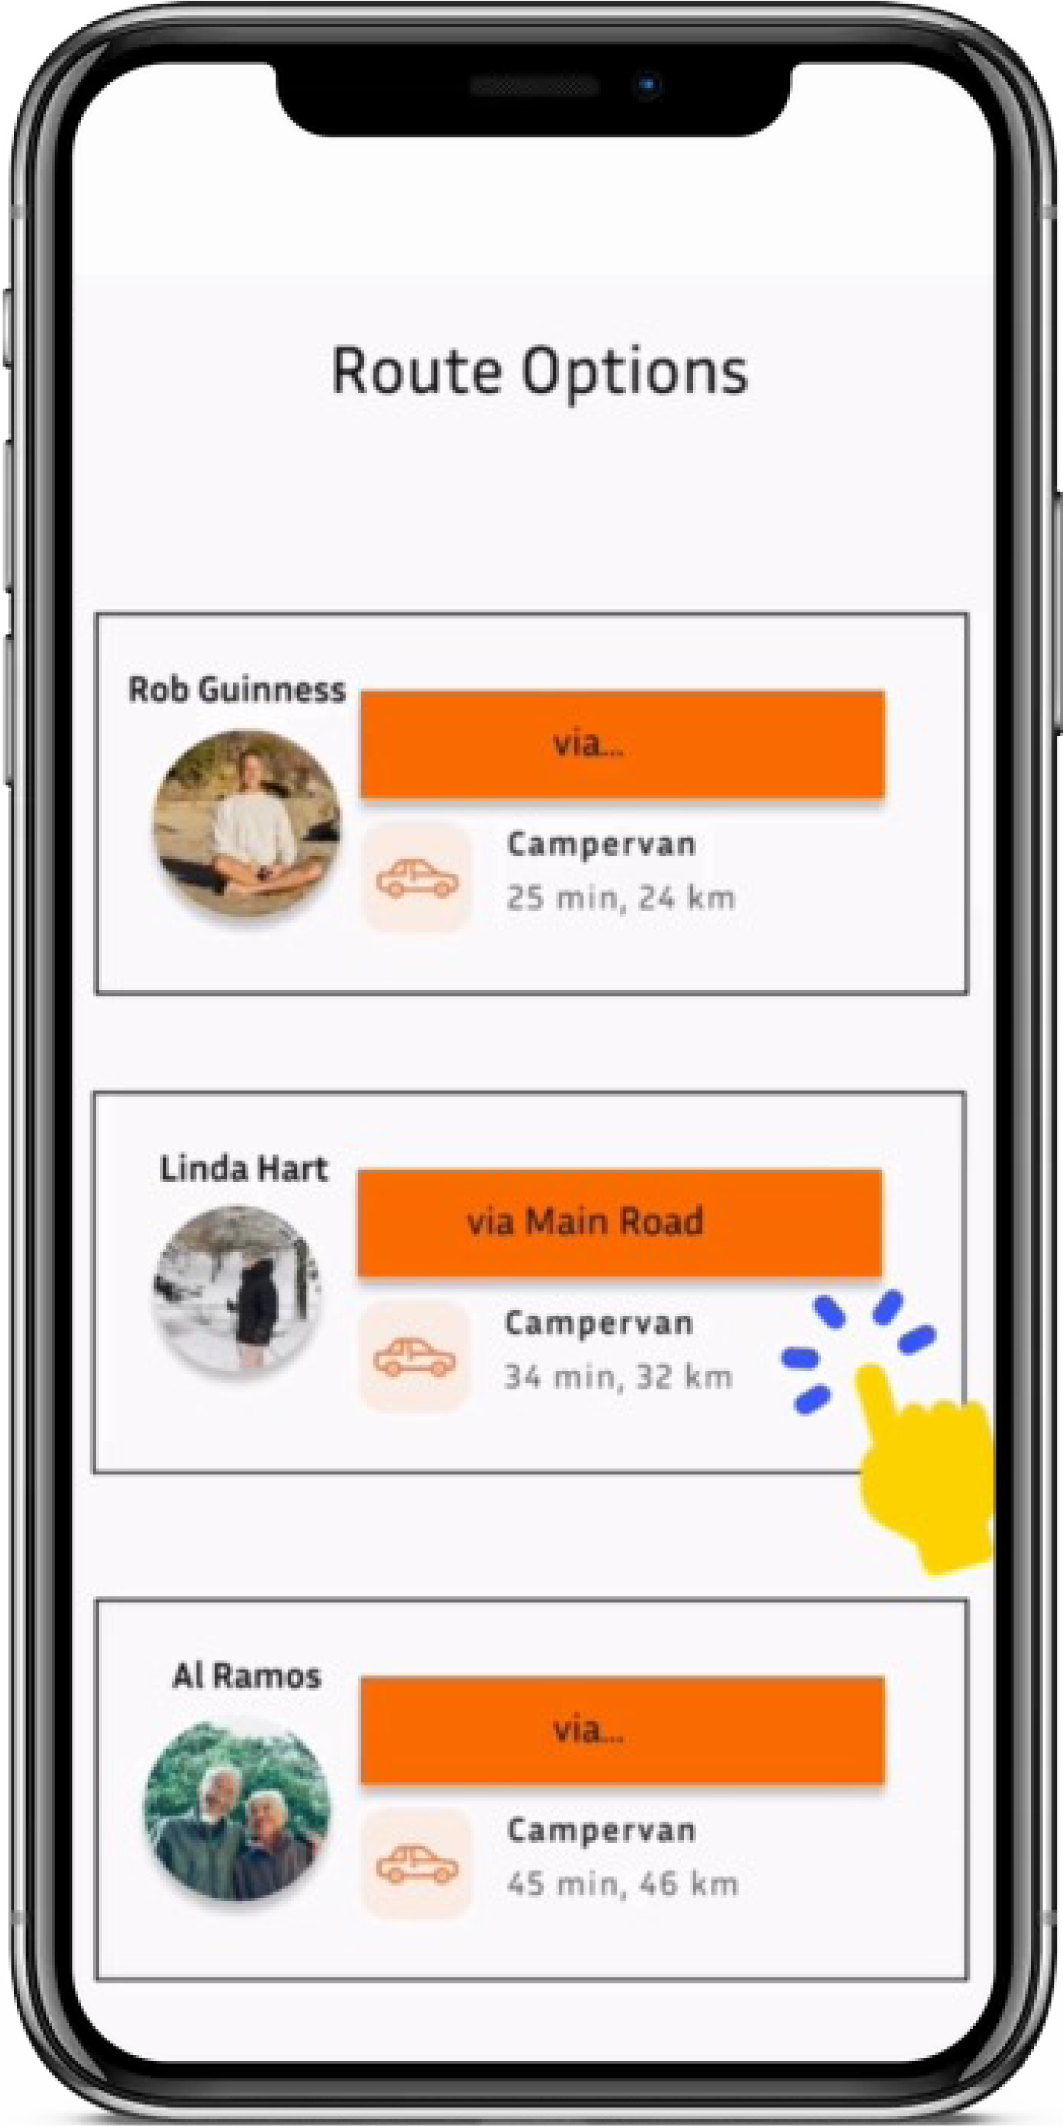 Route Options
Rob Guinness
via...
Campervan
25 min, 24 km
Linda Hart
via Main Road
Campervan
34 min, 32 km
Al Ramos
via...
Campervan
45 min, 46 km